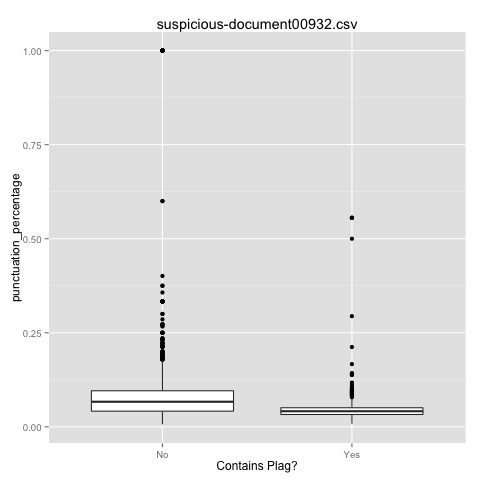 suspicious-document00932.csv
1.00
0.75
0.50
0.25
0.00
punctuation_percentage
No
Yes
Contains Plag?